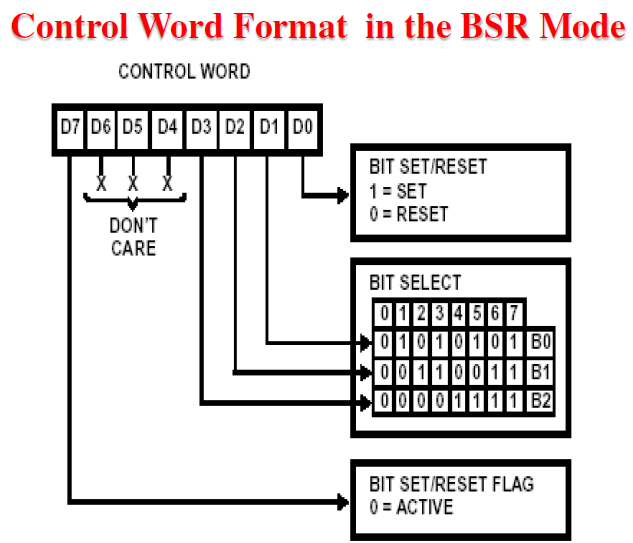 Control Word Format in the BSR Mode
CONTROL WORD
D7 D6 D5 D4 D3 D2 D1 D0
X X X
DON'T
CARE
BIT SET/RESET
1 = SET
0 = RESET
BIT SELECT
0 1 2 3 4 5 6 7
0 1 0 1 0 1 0 1 B0
0 0 1 1 0 0 1 1 B1
0 0 0 0 1 1 1 1 B2
BIT SET/RESET FLAG
0 = ACTIVE